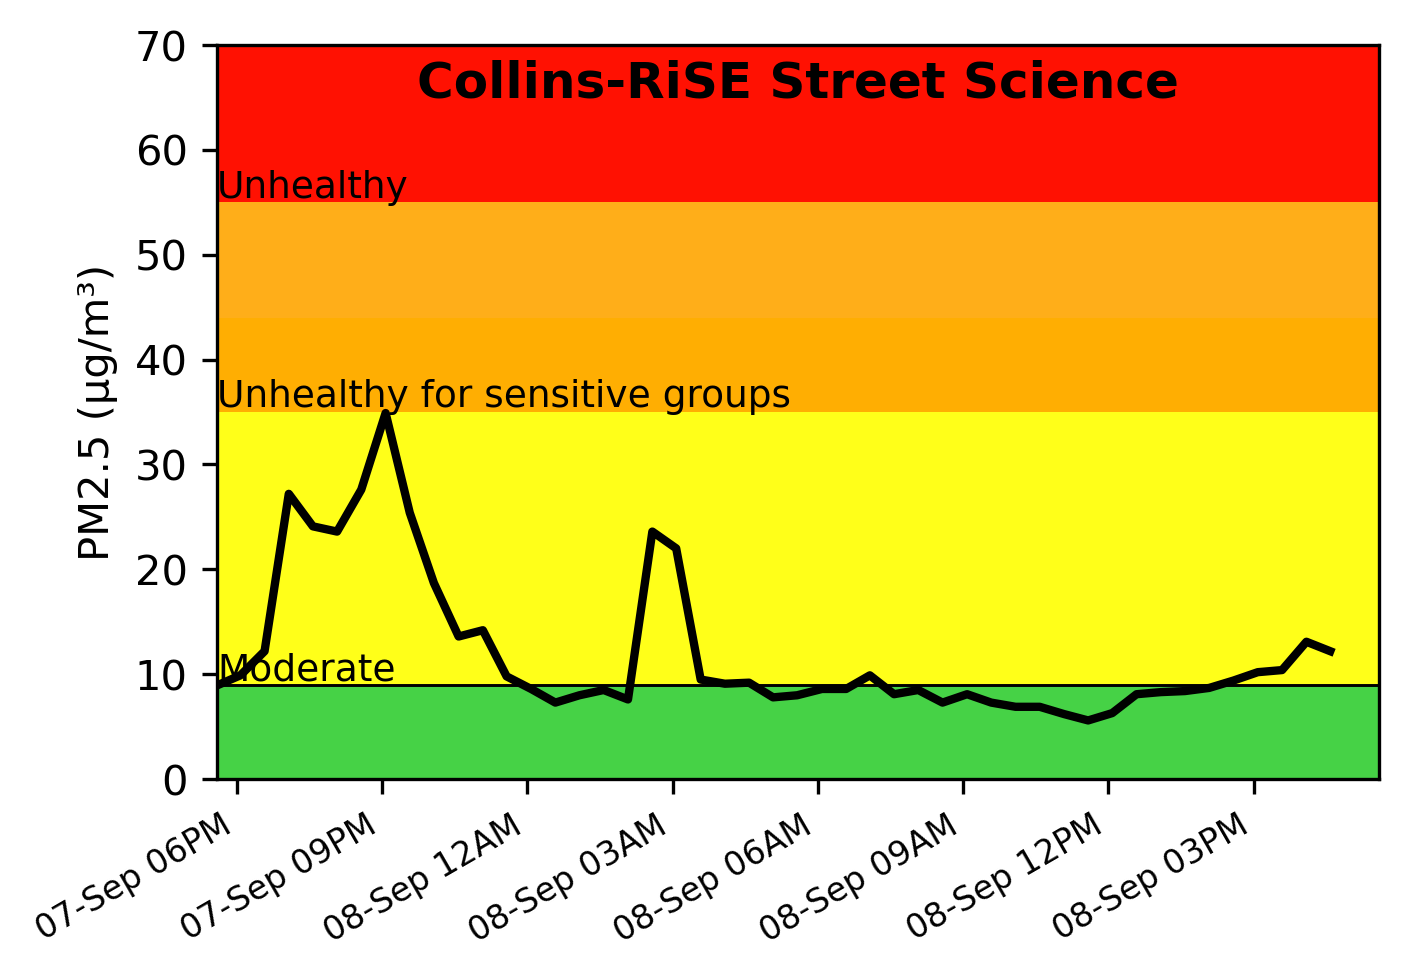 Collins-RiSE Street Science
70
60
Unhealthy
50
40
Unhealthy for sensitive groups
30
20
Moderate
10
0
PM2.5 (µg/m³)
07-Sep 06PM
07-Sep 09PM
08-Sep 12AM
08-Sep 03AM
08-Sep 06AM
08-Sep 09AM
08-Sep 12PM
08-Sep 03PM